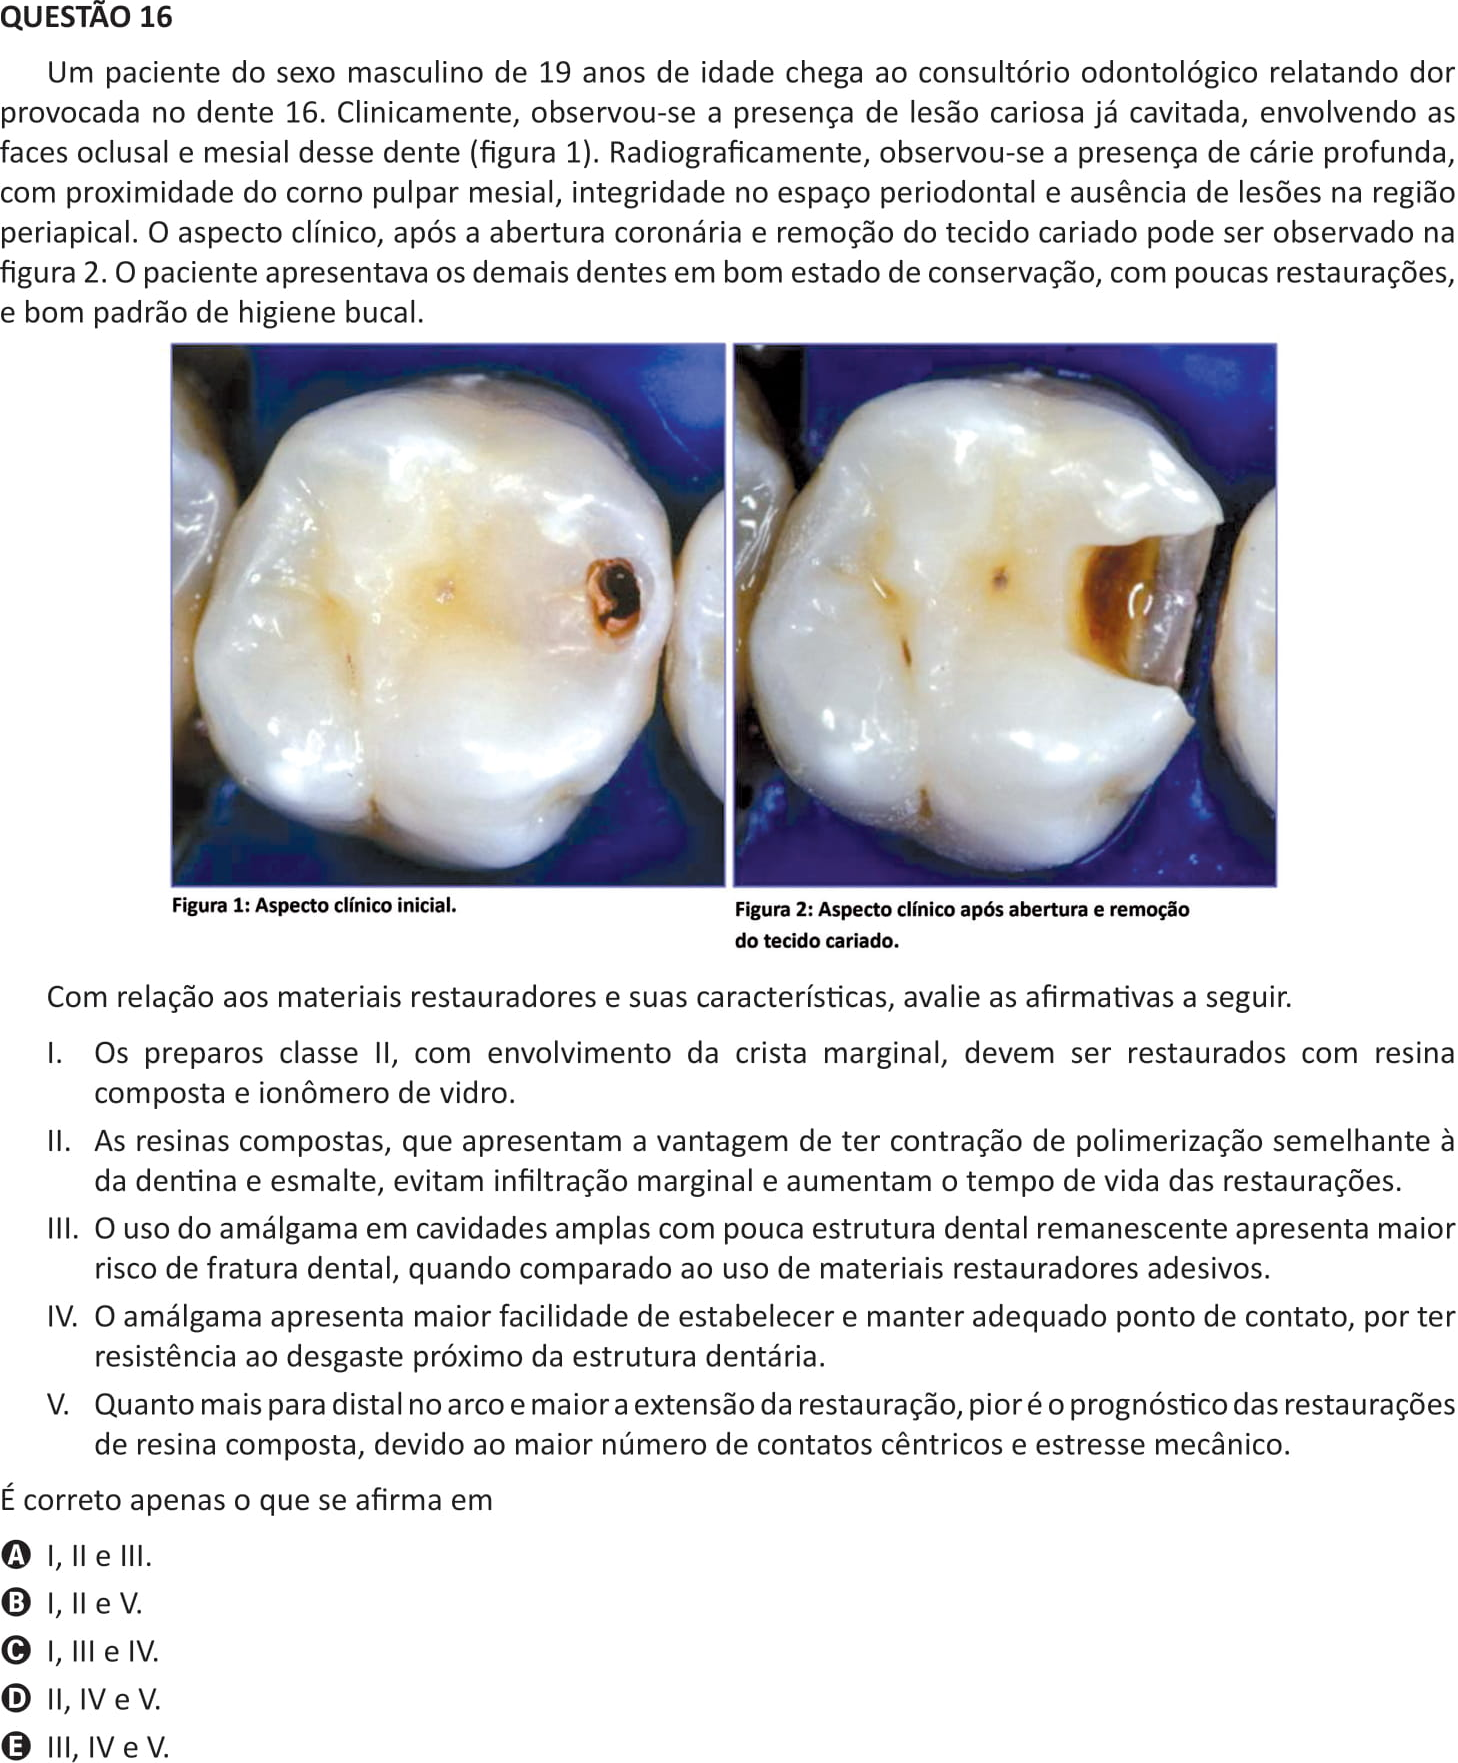 QUESTÃO 16
Um paciente do sexo masculino de 19 anos de idade chega ao consultório odontológico relatando dor
provocada no dente 16. Clinicamente, observou-se a presença de lesão cariosa já cavitada, envolvendo as
faces oclusal e mesial desse dente (figura 1). Radiograficamente, observou-se a presença de cárie profunda,
com proximidade do corno pulpar mesial, integridade no espaço periodontal e ausência de lesões na região
periapical. O aspecto clínico, após a abertura coronária e remoção do tecido cariado pode ser observado na
figura 2. O paciente apresentava os demais dentes em bom estado de conservação, com poucas restaurações,
e bom padrão de higiene bucal.
Figura 1: Aspecto clínico inicial.
Figura 2: Aspecto clínico após abertura e remoção
do tecido cariado.
Com relação aos materiais restauradores e suas características, avalie as afirmativas a seguir.
I. Os preparos classe II, com envolvimento da crista marginal, devem ser restaurados com resina
composta e ionômero de vidro.
II. As resinas compostas, que apresentam a vantagem de ter contração de polimerização semelhante à
da dentina e esmalte, evitam infiltração marginal e aumentam o tempo de vida das restaurações.
III. O uso do amálgama em cavidades amplas com pouca estrutura dental remanescente apresenta maior
risco de fratura dental, quando comparado ao uso de materiais restauradores adesivos.
IV. O amálgama apresenta maior facilidade de estabelecer e manter adequado ponto de contato, por ter
resistência ao desgaste próximo da estrutura dentária.
V. Quanto mais para distal no arco e maior a extensão da restauração, pior é o prognóstico das restaurações
de resina composta, devido ao maior número de contatos cêntricos e estresse mecânico.
É correto apenas o que se afirma em
A I, II e III.
B I, II e V.
C I, III e IV.
D II, IV e V.
E III, IV e V.